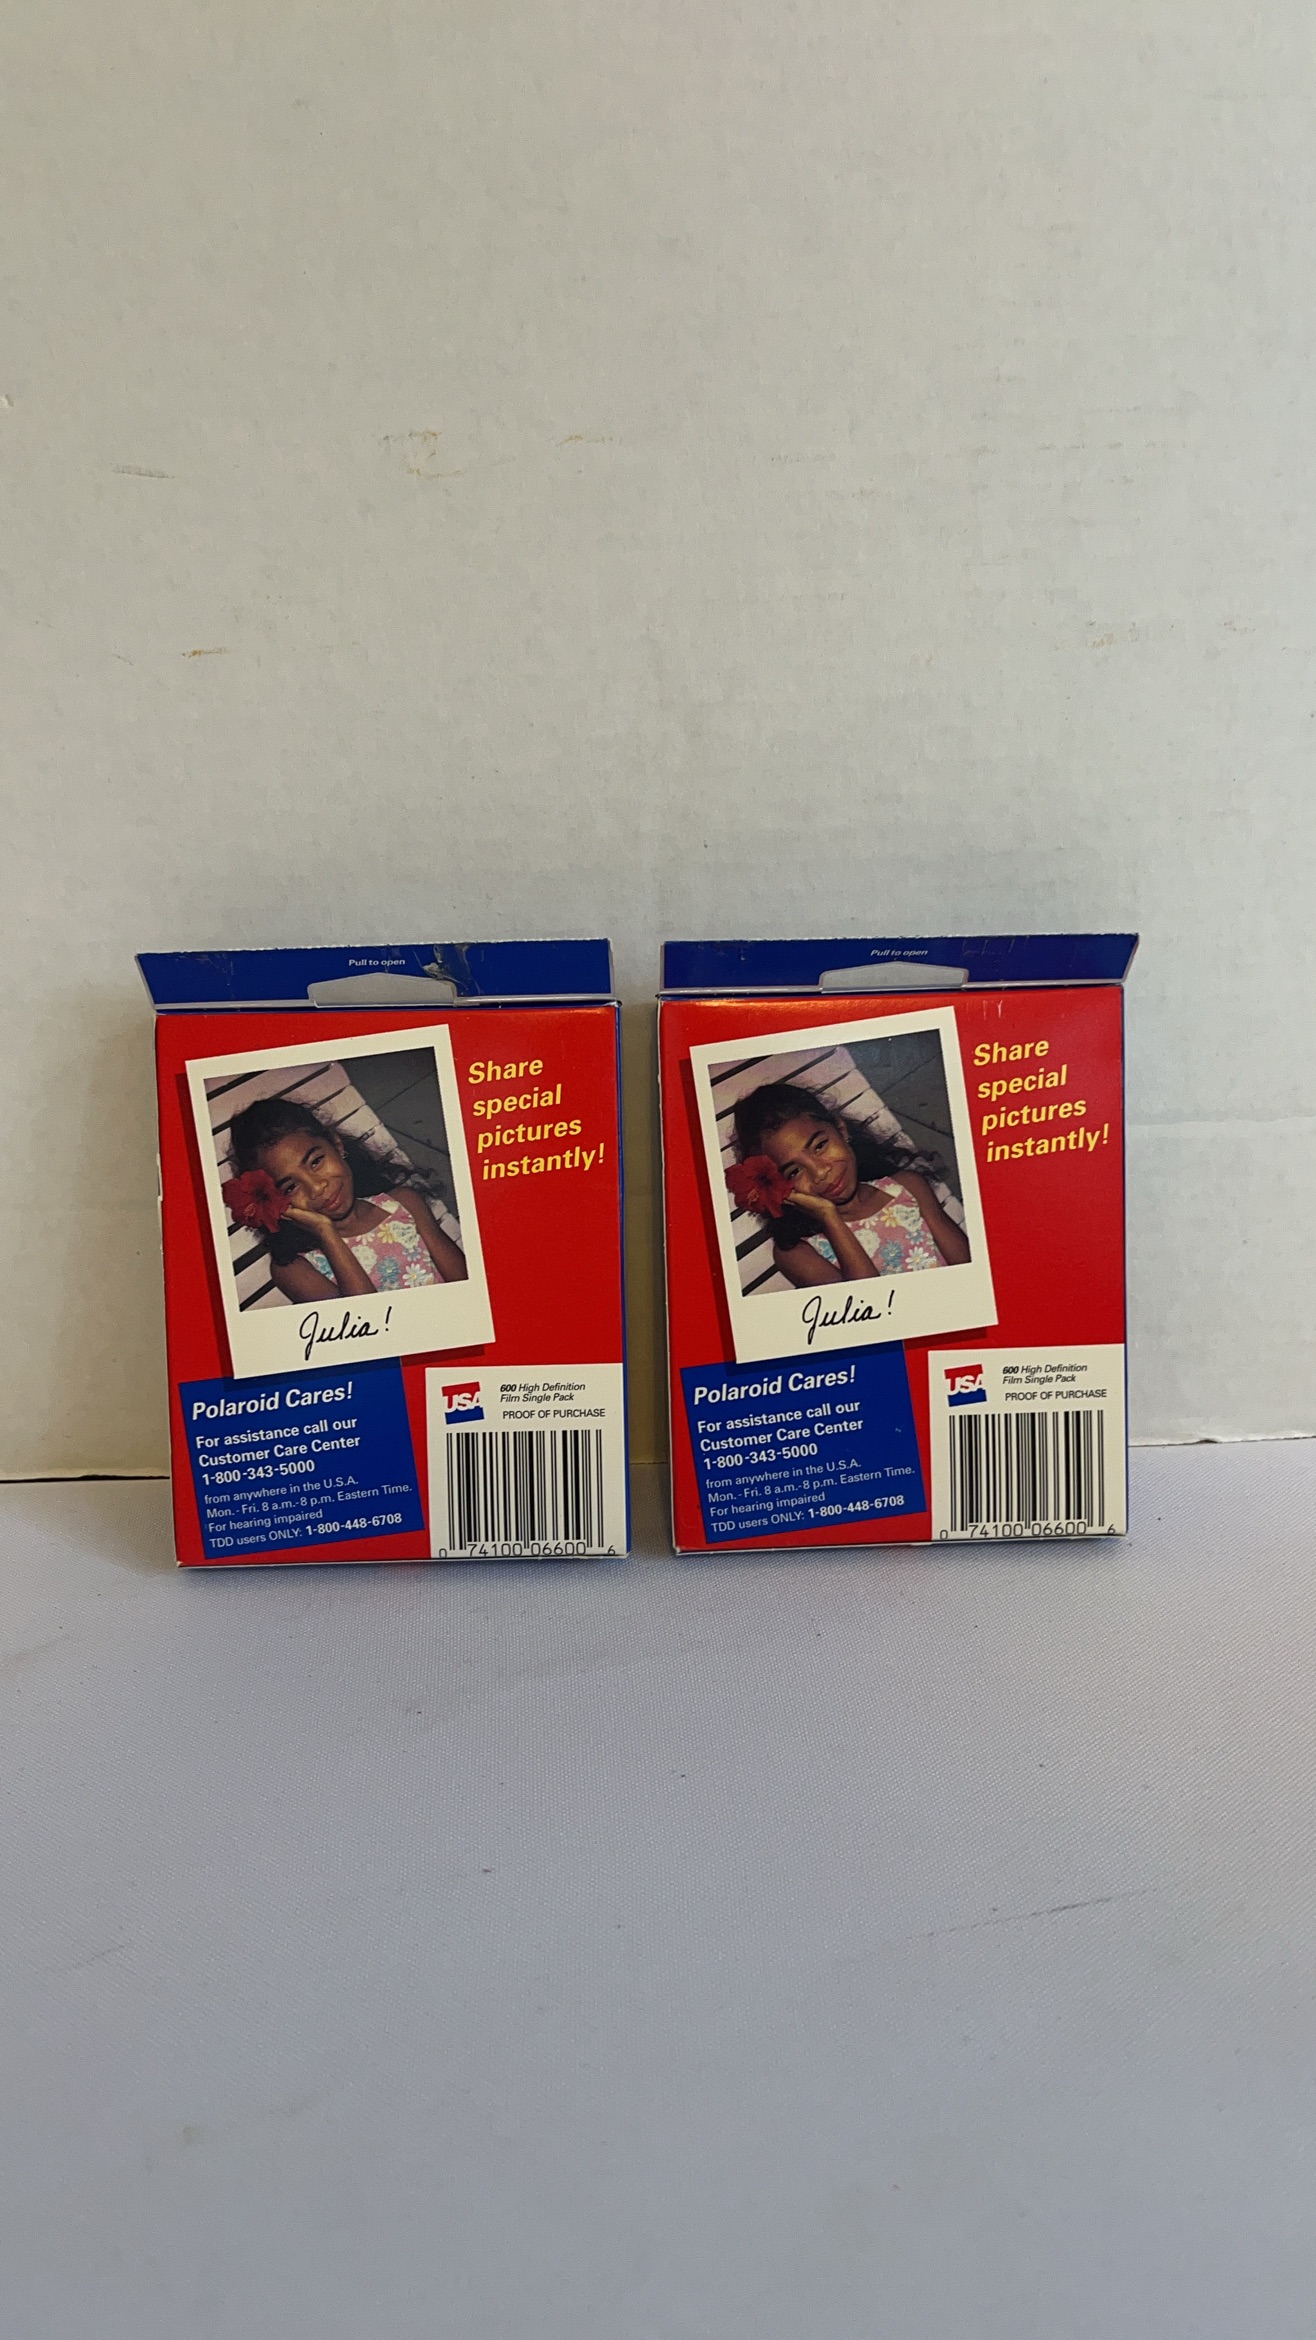 Pull to open
Share
special
pictures
instantly!
Julia!
Polaroid Cares!
For assistance call our
Customer Care Center
1-800-343-5000
from anywhere in the U.S.A.
Mon.- Fri. 8 a.m.-8 p.m. Eastern Time.
For hearing impaired
TDD users ONLY: 1-800-448-6708
USA
600 High Definition
Film Single Pack
PROOF OF PURCHASE
0 74100 06600 6
Pull to open
Share
special
pictures
instantly!
Julia!
Polaroid Cares!
For assistance call our
Customer Care Center
1-800-343-5000
from anywhere in the U.S.A.
Mon.- Fri. 8 a.m.-8 p.m. Eastern Time.
For hearing impaired
TDD users ONLY: 1-800-448-6708
USA
600 High Definition
Film Single Pack
PROOF OF PURCHASE
0 74100 06600 6